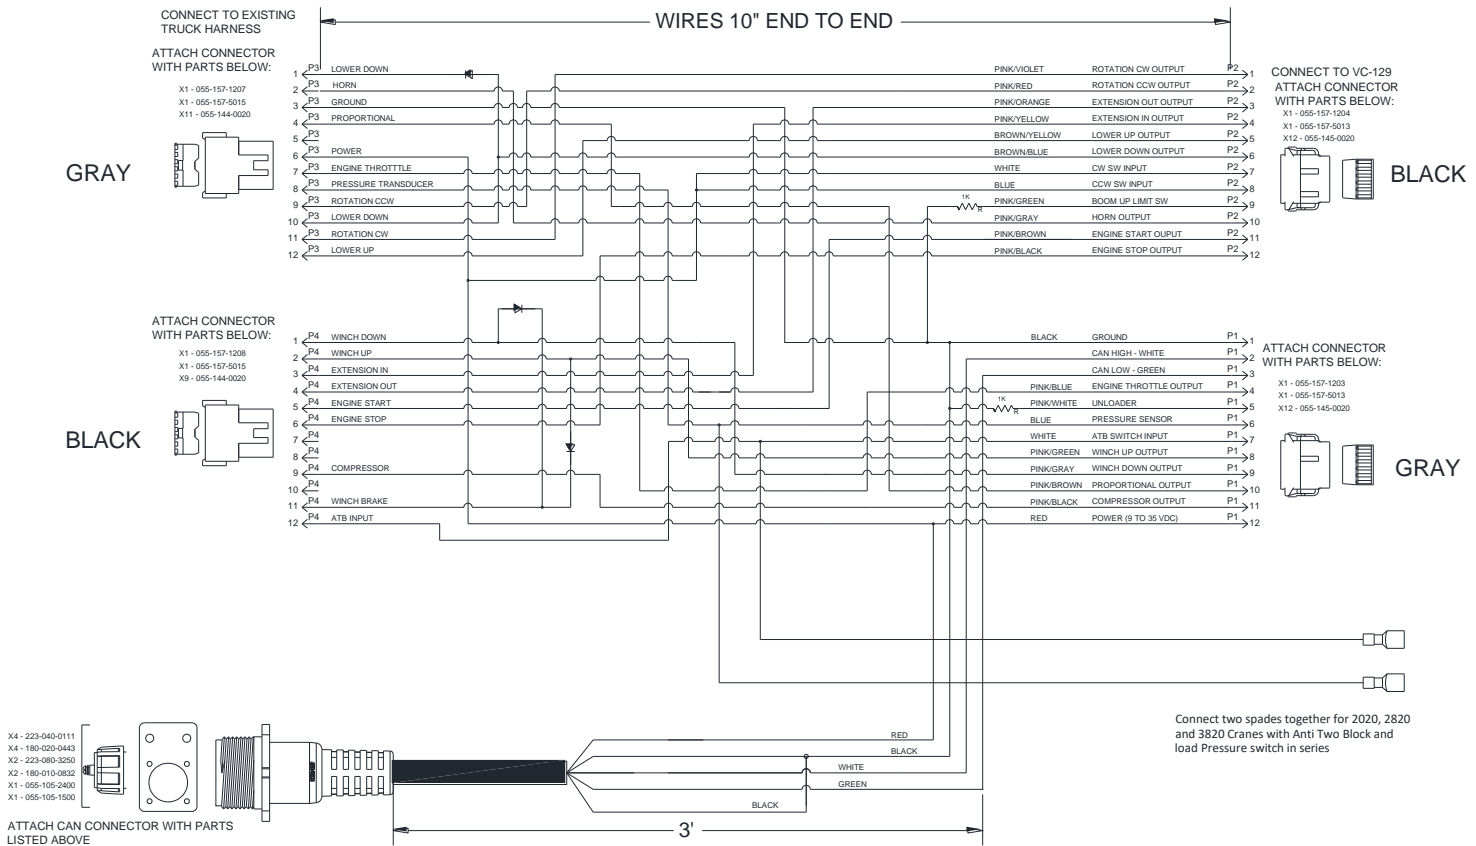 CONNECT TO EXISTING
TRUCK HARNESS
WIRES 10" END TO END
ATTACH CONNECTOR
WITH PARTS BELOW:
X1 - 055-157-1207
X1 - 055-157-5015
X11 - 055-144-0020
GRAY
1 P3 LOWER DOWN
2 P3 HORN
3 P3 GROUND
4 P3 PROPORTIONAL
5 P3
6 P3 POWER
7 P3 ENGINE THROTTTLE
8 P3 PRESSURE TRANSDUCER
9 P3 ROTATION CCW
10 P3 LOWER DOWN
11 P3 ROTATION CW
12 P3 LOWER UP
PINK/VIOLET ROTATION CW OUTPUT P2 1
PINK/RED ROTATION CCW OUTPUT P2 2
PINK/ORANGE EXTENSION OUT OUTPUT P2 3
PINK/YELLOW EXTENSION IN OUTPUT P2 4
BROWN/YELLOW LOWER UP OUTPUT P2 5
BROWN/BLUE LOWER DOWN OUTPUT P2 6
WHITE CW SW INPUT P2 7
BLUE CCW SW INPUT P2 8
1K R PINK/GREEN BOOM UP LIMIT SW P2 9
PINK/GRAY HORN OUTPUT P2 10
PINK/BROWN ENGINE START OUPUT P2 11
PINK/BLACK ENGINE STOP OUTPUT P2 12
CONNECT TO VC-129
ATTACH CONNECTOR
WITH PARTS BELOW:
X1 - 055-157-1204
X1 - 055-157-5013
X12 - 055-145-0020
BLACK
ATTACH CONNECTOR
WITH PARTS BELOW:
X1 - 055-157-1208
X1 - 055-157-5015
X9 - 055-144-0020
BLACK
1 P4 WINCH DOWN
2 P4 WINCH UP
3 P4 EXTENSION IN
4 P4 EXTENSION OUT
5 P4 ENGINE START
6 P4 ENGINE STOP
7 P4
8 P4
9 P4 COMPRESSOR
10 P4
11 P4 WINCH BRAKE
12 P4 ATB INPUT
BLACK GROUND P1 1
CAN HIGH - WHITE P1 2
CAN LOW - GREEN P1 3
PINK/BLUE ENGINE THROTTLE OUTPUT P1 4
1K R PINK/WHITE UNLOADER P1 5
BLUE PRESSURE SENSOR P1 6
WHITE ATB SWITCH INPUT P1 7
PINK/GREEN WINCH UP OUTPUT P1 8
PINK/GRAY WINCH DOWN OUTPUT P1 9
PINK/BROWN PROPORTIONAL OUTPUT P1 10
PINK/BLACK COMPRESSOR OUTPUT P1 11
RED POWER (9 TO 35 VDC) P1 12
ATTACH CONNECTOR
WITH PARTS BELOW:
X1 - 055-157-1203
X1 - 055-157-5013
X12 - 055-145-0020
GRAY
Connect two spades together for 2020, 2820
and 3820 Cranes with Anti Two Block and
load Pressure switch in series
X4 - 223-040-0111
X4 - 180-020-0443
X2 - 223-080-3250
X2 - 180-010-0832
X1 - 055-105-2400
X1 - 055-105-1500
ATTACH CAN CONNECTOR WITH PARTS
LISTED ABOVE
RED
BLACK
WHITE
GREEN
BLACK
3'